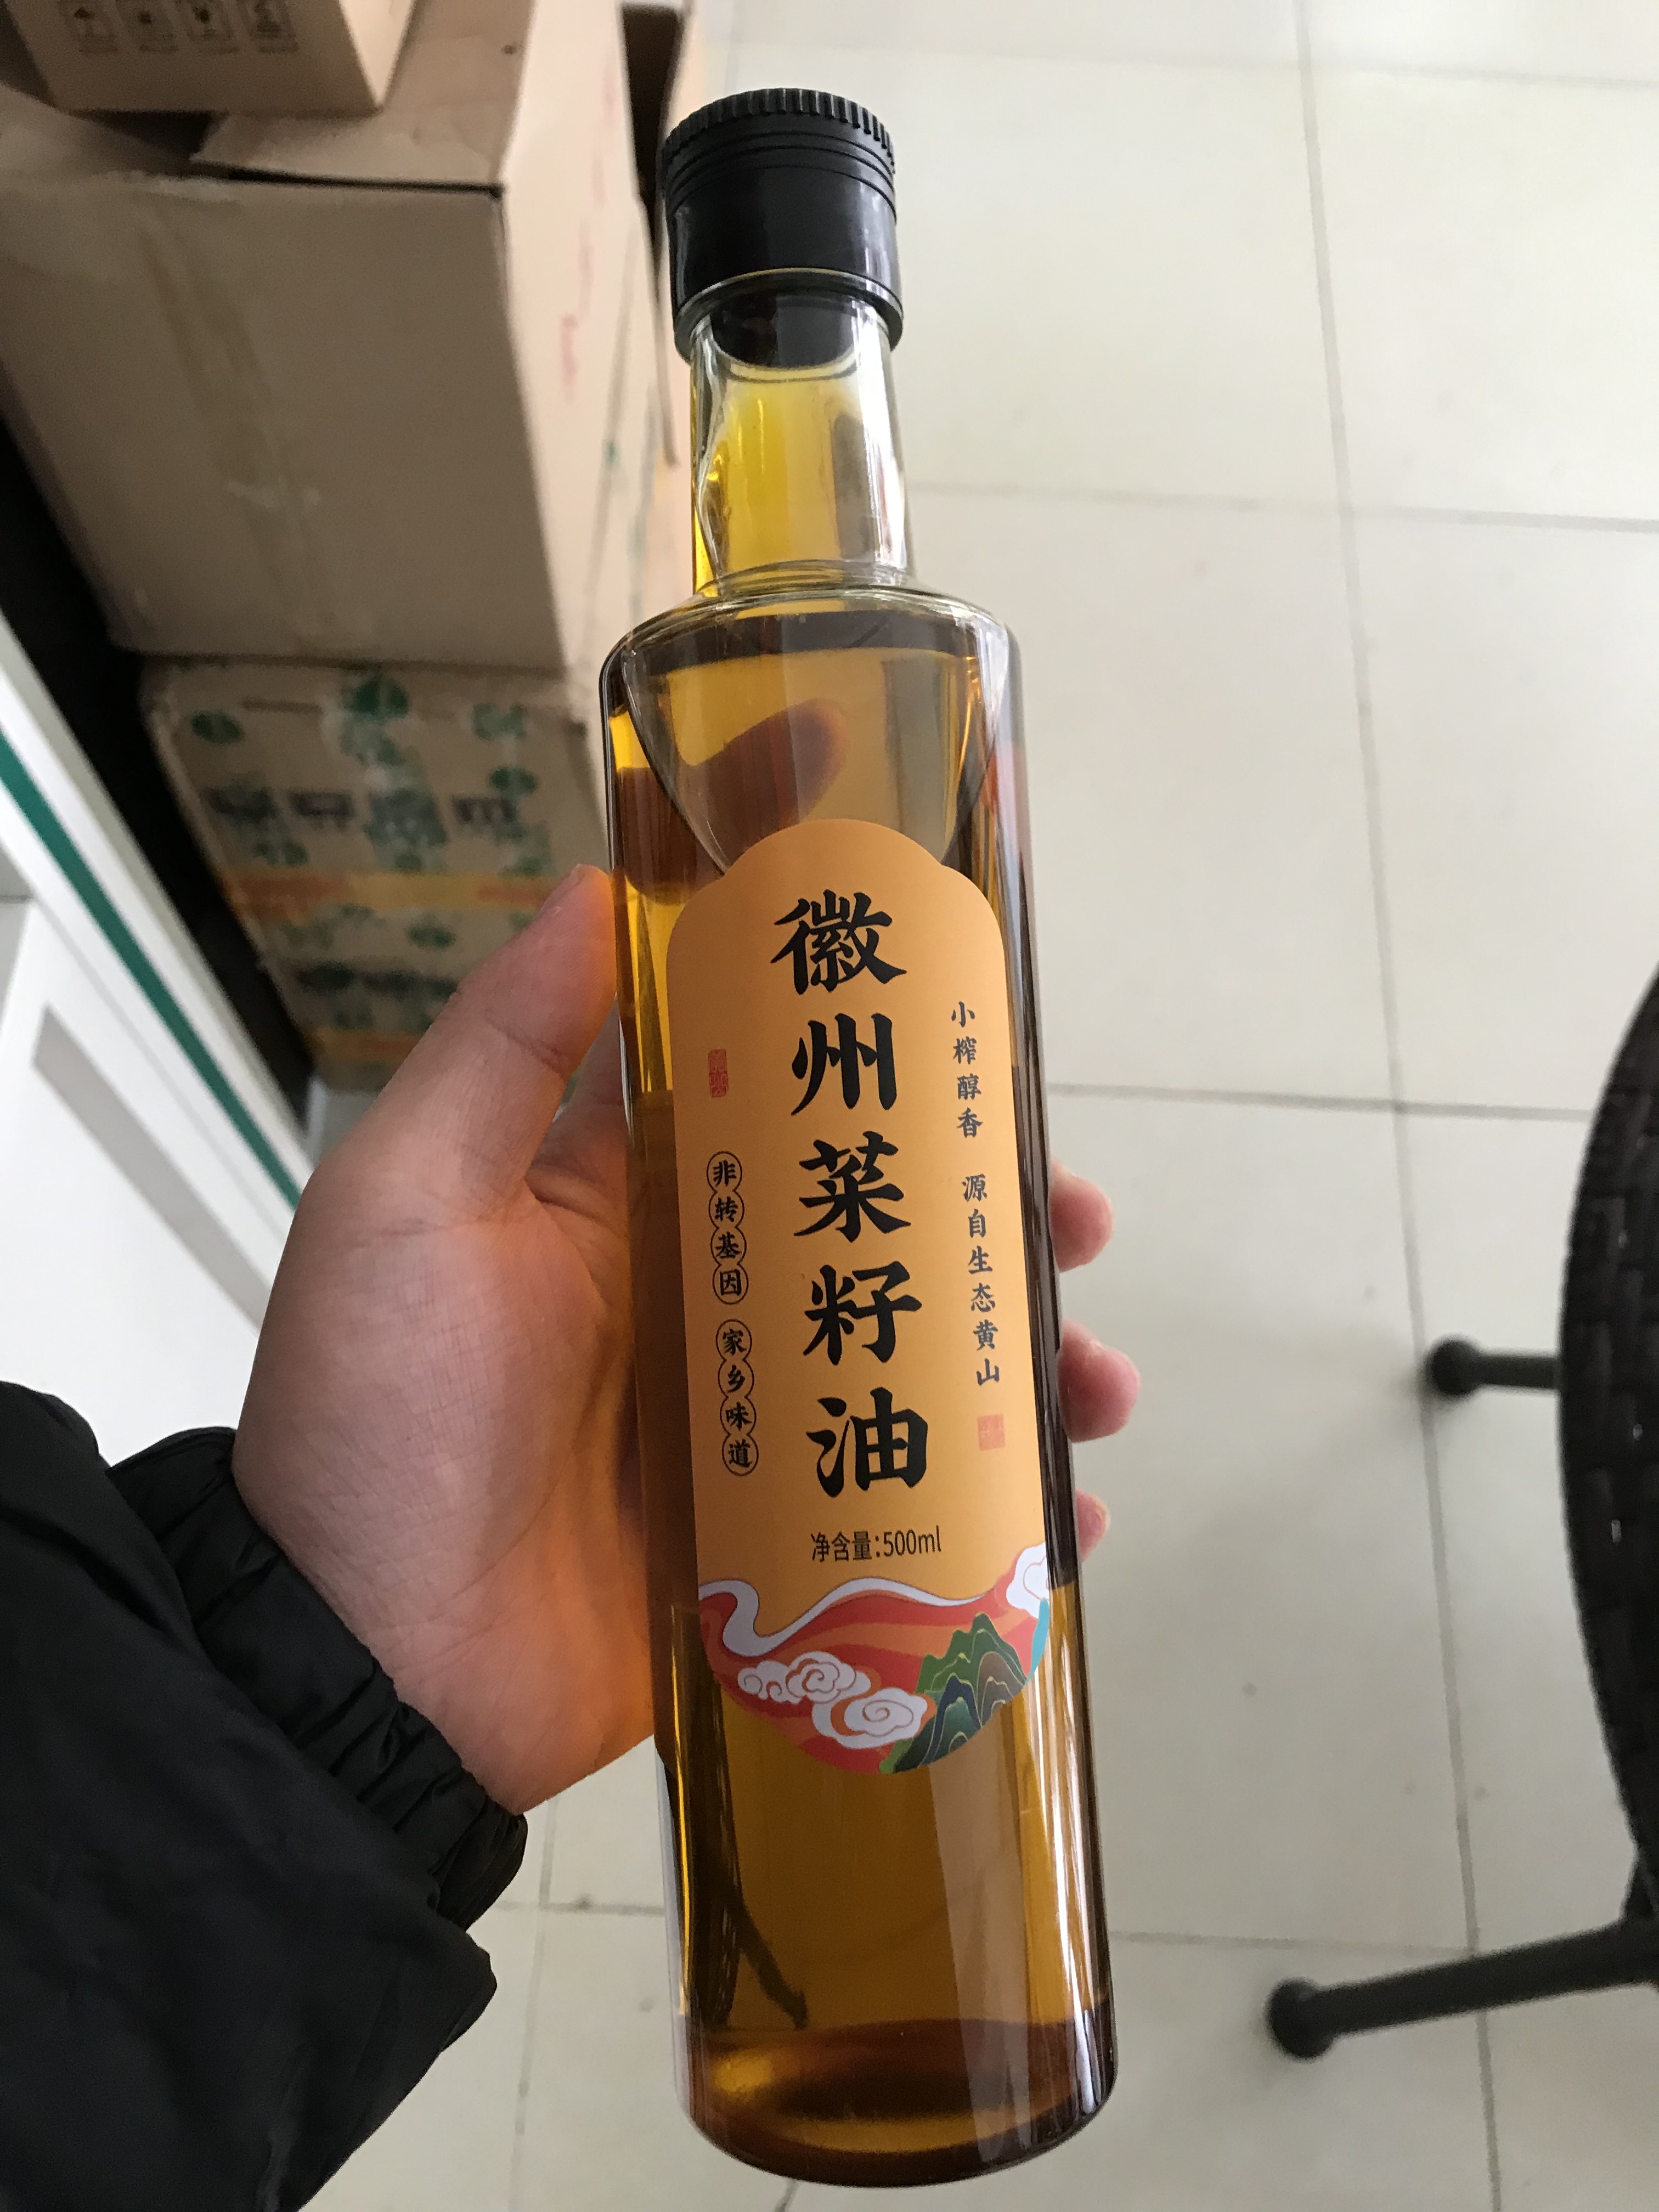 徽州菜籽油
小榨醇香 源自生态黄山
非转基因 家乡味道
净含量:500ml